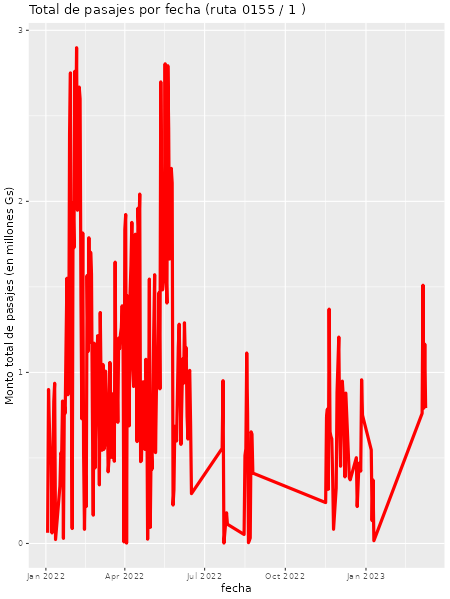 Total de pasajes por fecha (ruta 0155 / 1 )
Monto total de pasajes (en millones Gs)
3
2
1
0
Jan 2022 Apr 2022 Jul 2022 Oct 2022 Jan 2023
fecha